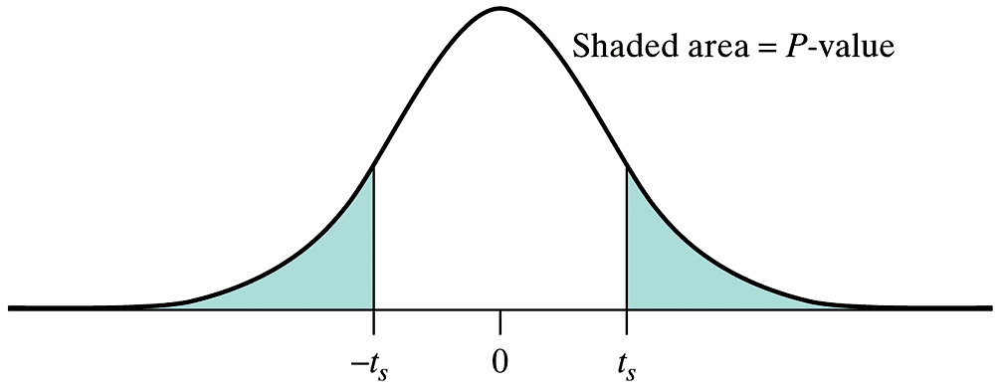 Shaded area = P-value
−tₛ 0 tₛ